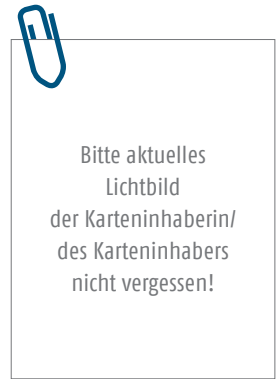 Bitte aktuelles
Lichtbild
der Karteninhaberin/
des Karteninhabers
nicht vergessen!